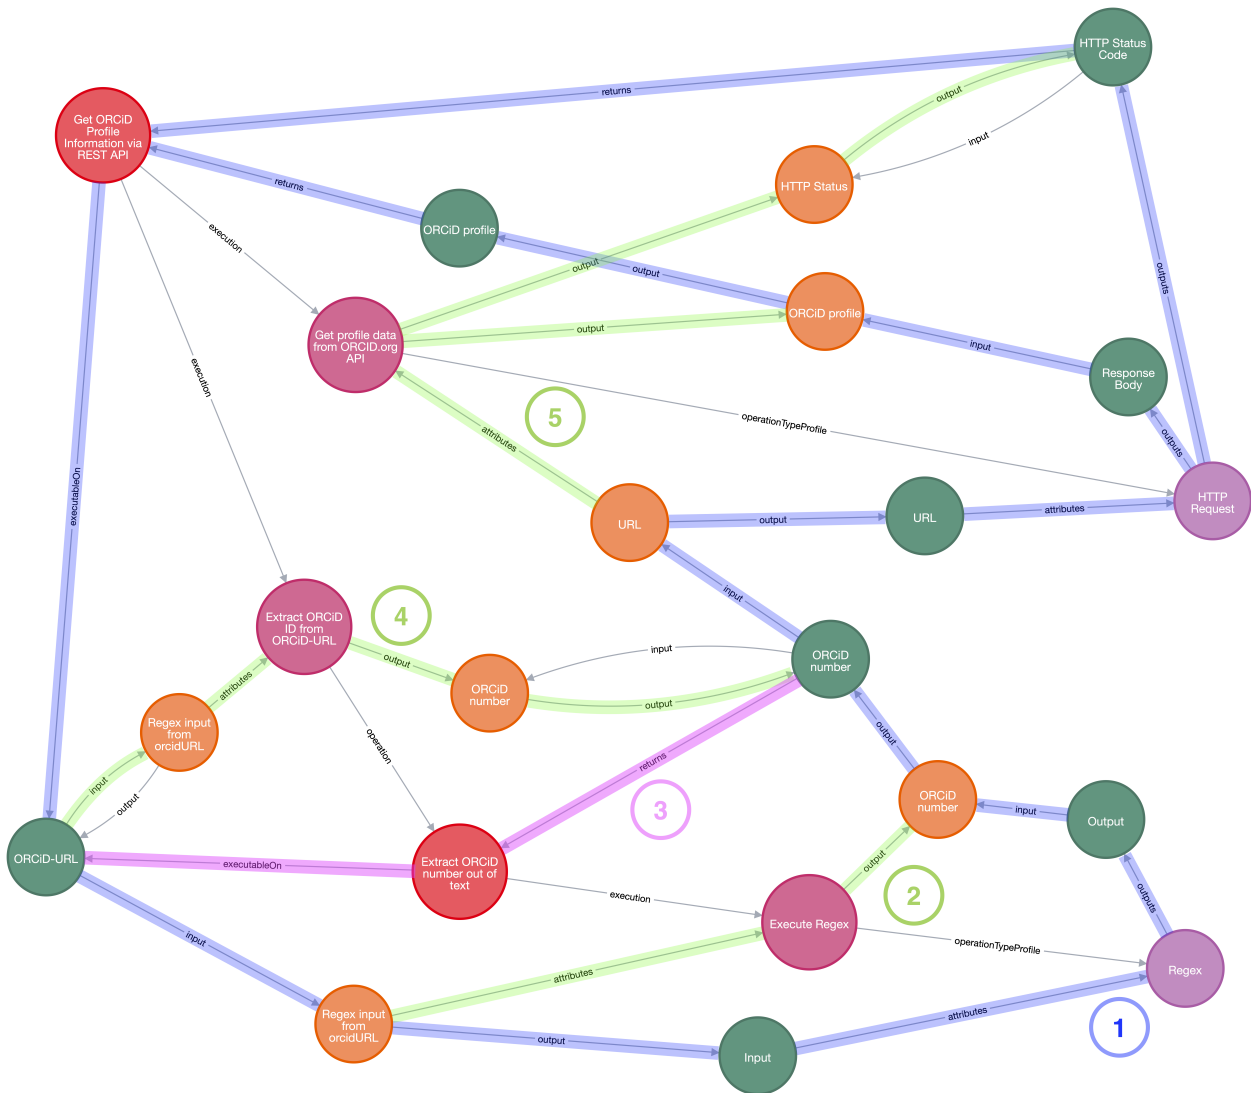 HTTP Status
Code
returns
Get ORCiD
Profile
Information via
REST API
output
input
HTTP Status
returns
ORCiD profile
execution
output
output
outputs
ORCiD profile
output
Get profile data
from ORCID.org
API
input
Response
Body
execution
operationTypeProfile
5
attributes
outputs
executableOn
URL
output
URL
attributes
HTTP
Request
input
Extract ORCiD
ID from
ORCiD-URL
4
output
input
ORCiD
number
ORCiD
number
output
attributes
Regex input
from
orcidURL
operation
output
returns
input
output
3
ORCiD
number
input
Output
ORCiD-URL
executableOn
Extract ORCiD
number out of
text
output
execution
2
outputs
Execute Regex
operationTypeProfile
input
attributes
Regex
Regex input
from
orcidURL
output
attributes
1
Input